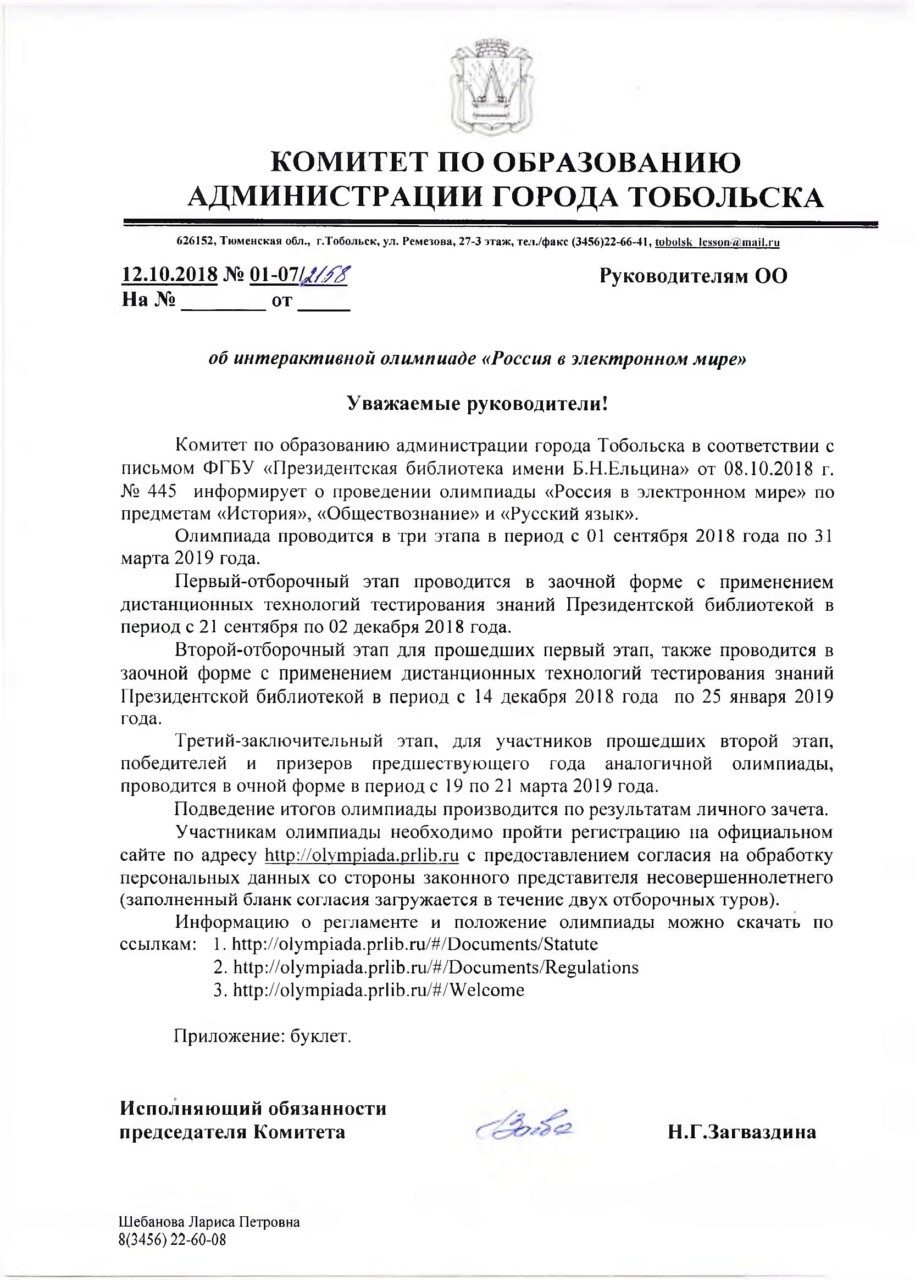 КОМИТЕТ ПО ОБРАЗОВАНИЮ
АДМИНИСТРАЦИИ ГОРОДА ТОБОЛЬСКА
626152, Тюменская обл., г.Тобольск, ул. Ремезова, 27-3 этаж, тел./факс (3456)22-66-41, tobolsk_lesson@mail.ru
12.10.2018 № 01-07/2158 Руководителям ОО
На № ________ от _____
об интерактивной олимпиаде «Россия в электронном мире»
Уважаемые руководители!
Комитет по образованию администрации города Тобольска в соответствии с
письмом ФГБУ «Президентская библиотека имени Б.Н.Ельцина» от 08.10.2018 г.
№ 445 информирует о проведении олимпиады «Россия в электронном мире» по
предметам «История», «Обществознание» и «Русский язык».
Олимпиада проводится в три этапа в период с 01 сентября 2018 года по 31
марта 2019 года.
Первый-отборочный этап проводится в заочной форме с применением
дистанционных технологий тестирования знаний Президентской библиотекой в
период с 21 сентября по 02 декабря 2018 года.
Второй-отборочный этап для прошедших первый этап, также проводится в
заочной форме с применением дистанционных технологий тестирования знаний
Президентской библиотекой в период с 14 декабря 2018 года по 25 января 2019
года.
Третий-заключительный этап, для участников прошедших второй этап,
победителей и призеров предшествующего года аналогичной олимпиады,
проводится в очной форме в период с 19 по 21 марта 2019 года.
Подведение итогов олимпиады производится по результатам личного зачета.
Участникам олимпиады необходимо пройти регистрацию на официальном
сайте по адресу http://olympiada.prlib.ru с предоставлением согласия на обработку
персональных данных со стороны законного представителя несовершеннолетнего
(заполненный бланк согласия загружается в течение двух отборочных туров).
Информацию о регламенте и положение олимпиады можно скачать по
ссылкам: 1. http://olympiada.prlib.ru/#/Documents/Statute
2. http://olympiada.prlib.ru/#/Documents/Regulations
3. http://olympiada.prlib.ru/#/Welcome
Приложение: буклет.
Исполняющий обязанности
председателя Комитета Н.Г.Загваздина
Шебанова Лариса Петровна
8(3456) 22-60-08